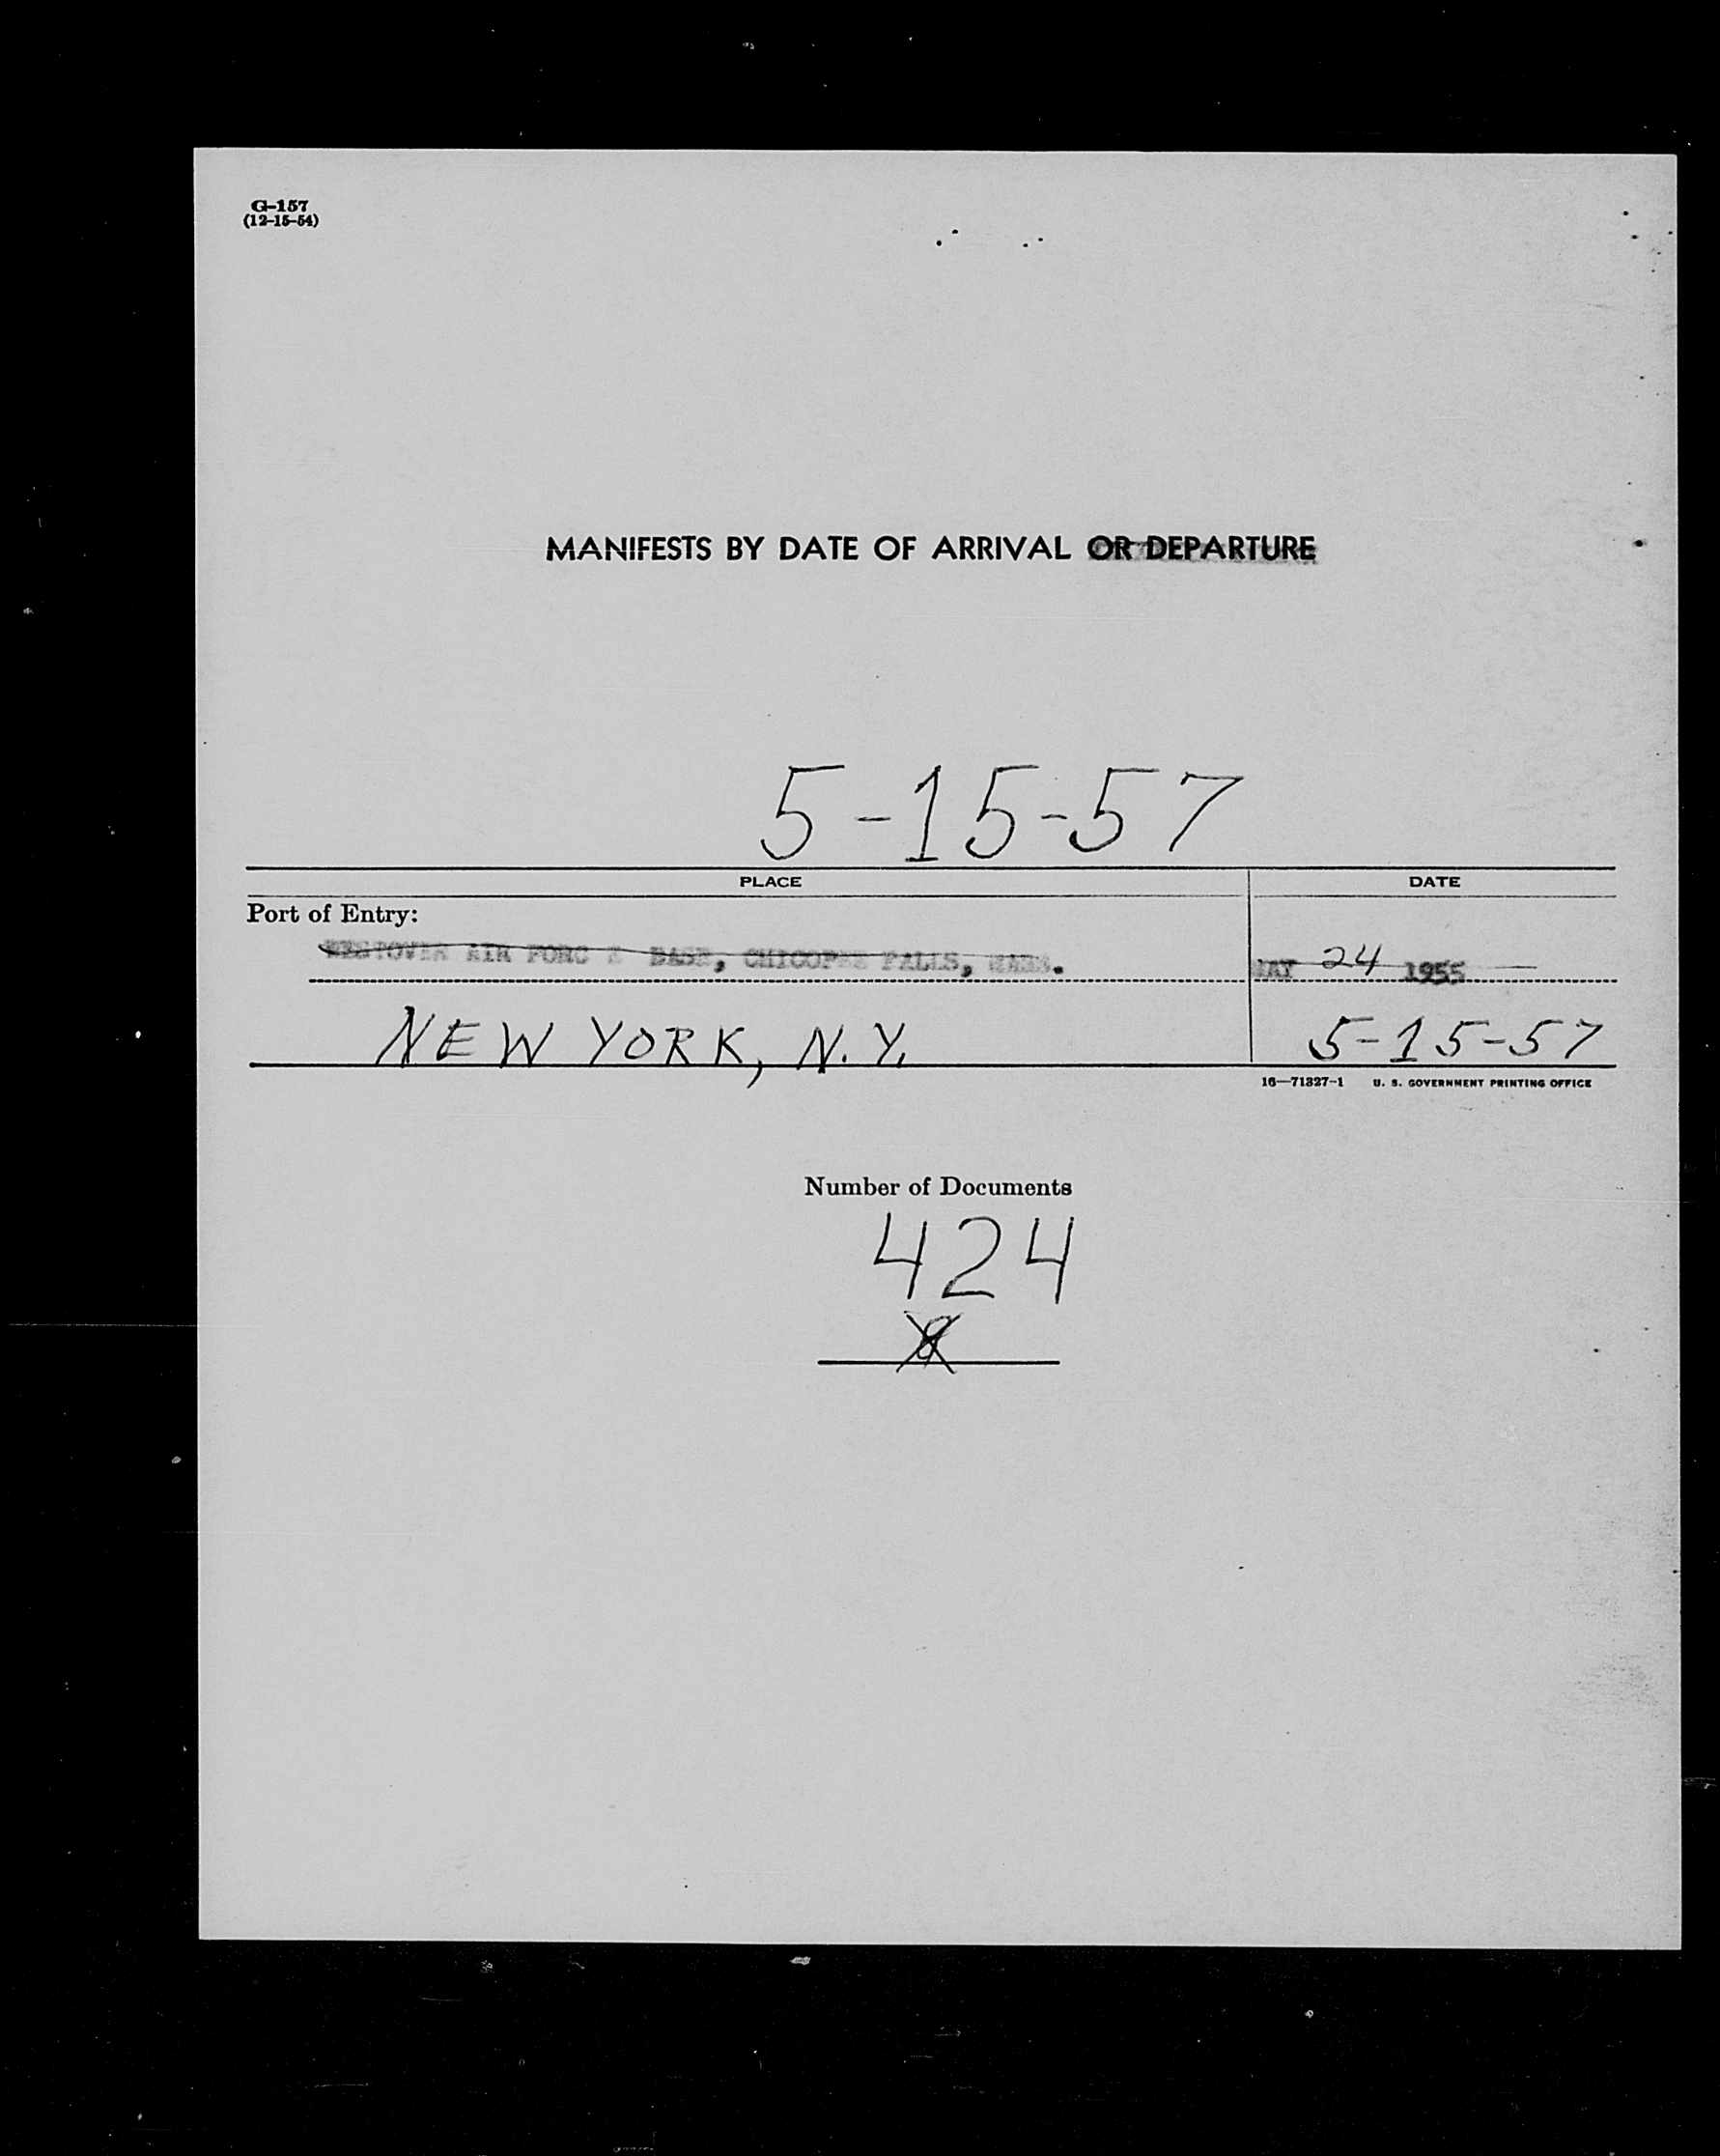 G-157
(12-15-54)
MANIFESTS BY DATE OF ARRIVAL OR DEPARTURE
5-15-57
PLACE DATE
Port of Entry:
WESTOVER AIR FORC E BASE, CHICOPEE FALLS, MASS. MAY 24 1955
NEW YORK, N.Y. 5-15-57
16—71327-1 U. S. GOVERNMENT PRINTING OFFICE
Number of Documents
424